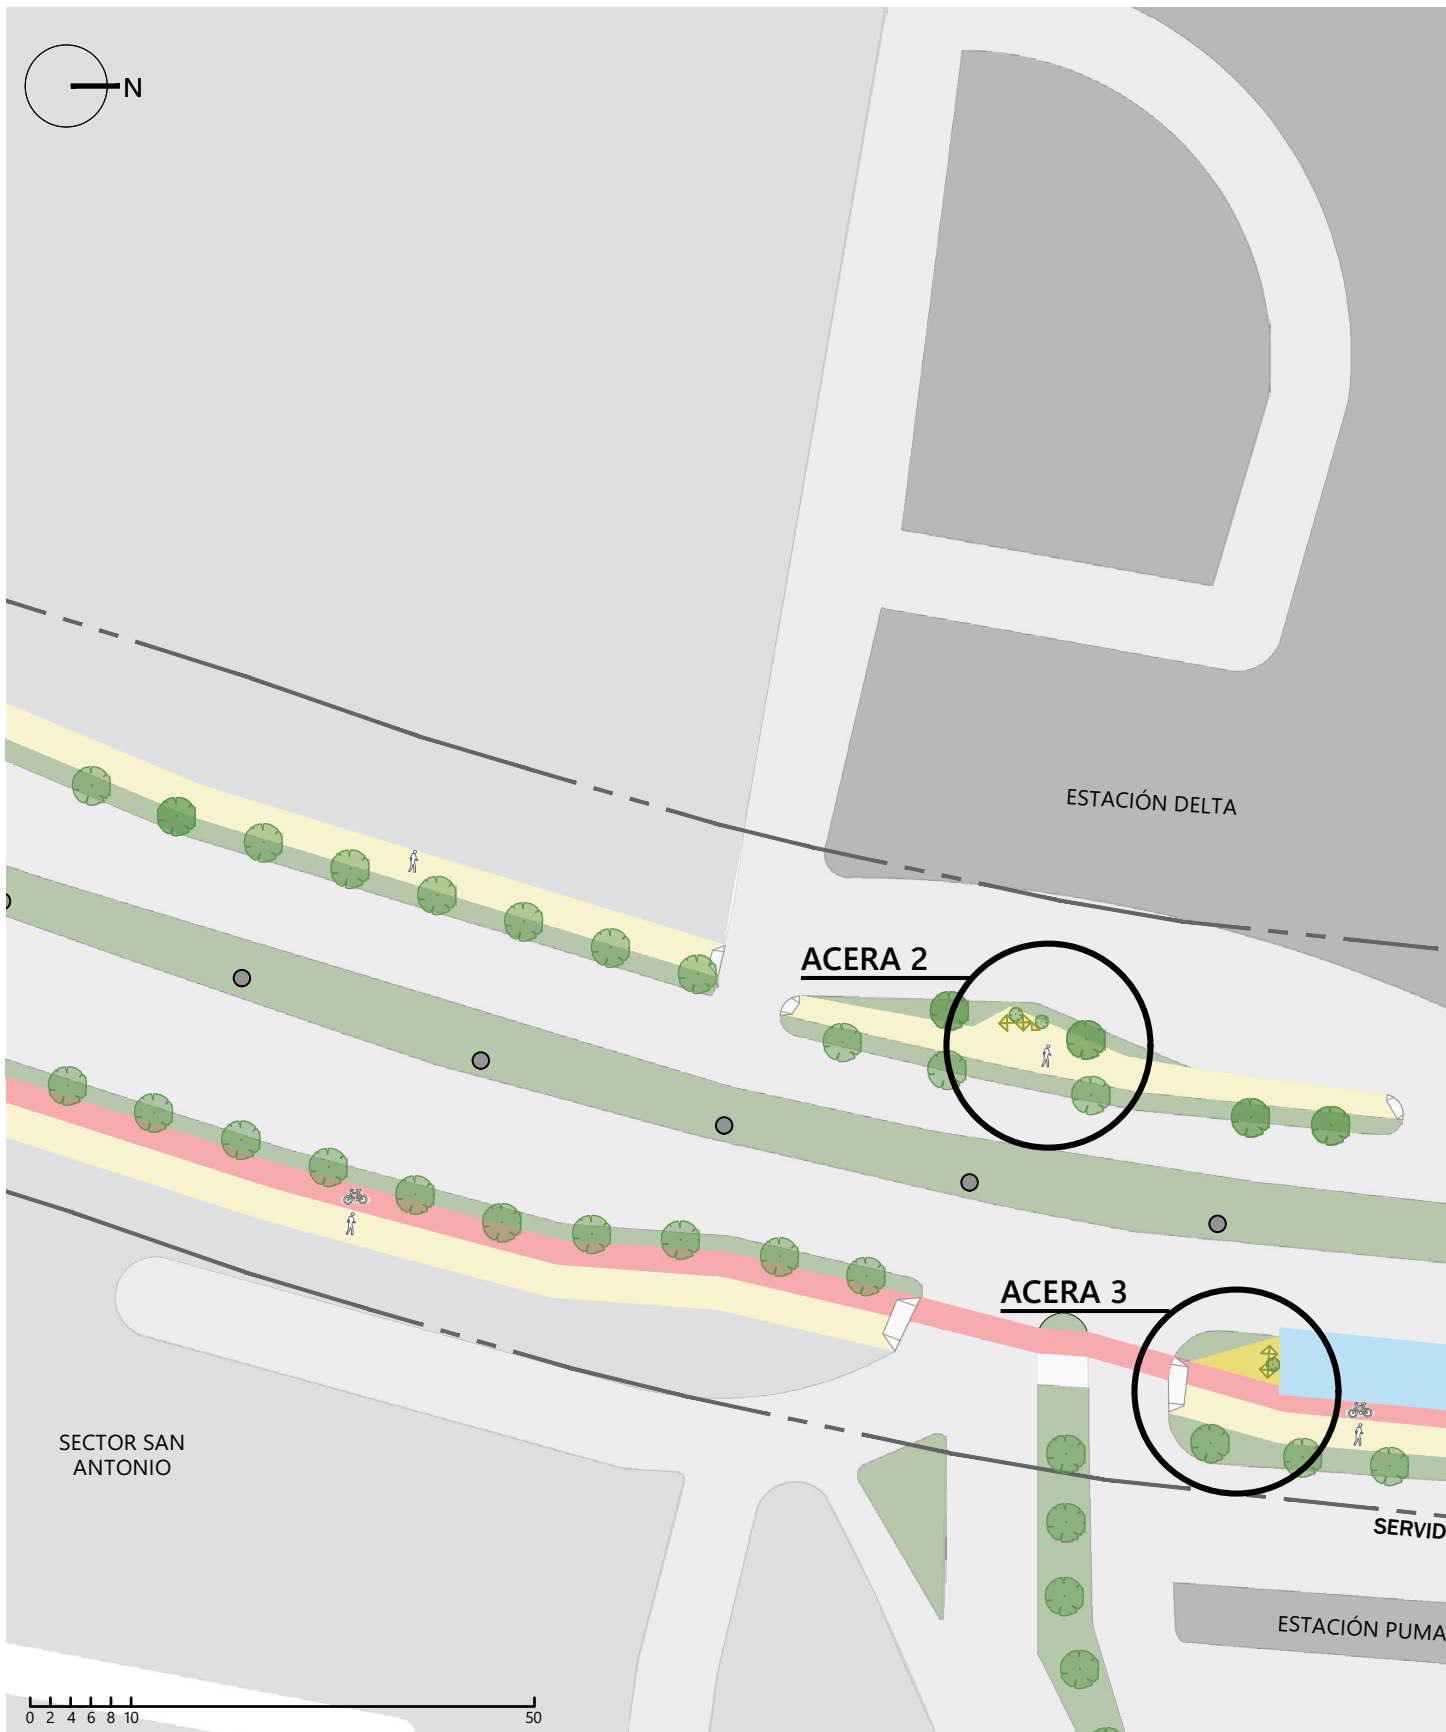 N
ESTACIÓN DELTA
ACERA 2
ACERA 3
SECTOR SAN
ANTONIO
SERVID
ESTACIÓN PUMA
0 2 4 6 8 10 50